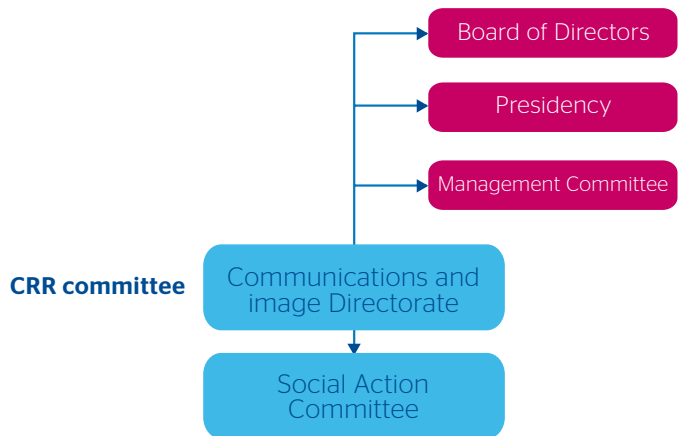 Board of Directors
Presidency
Management Committee
CRR committee
Communications and
image Directorate
Social Action
Committee